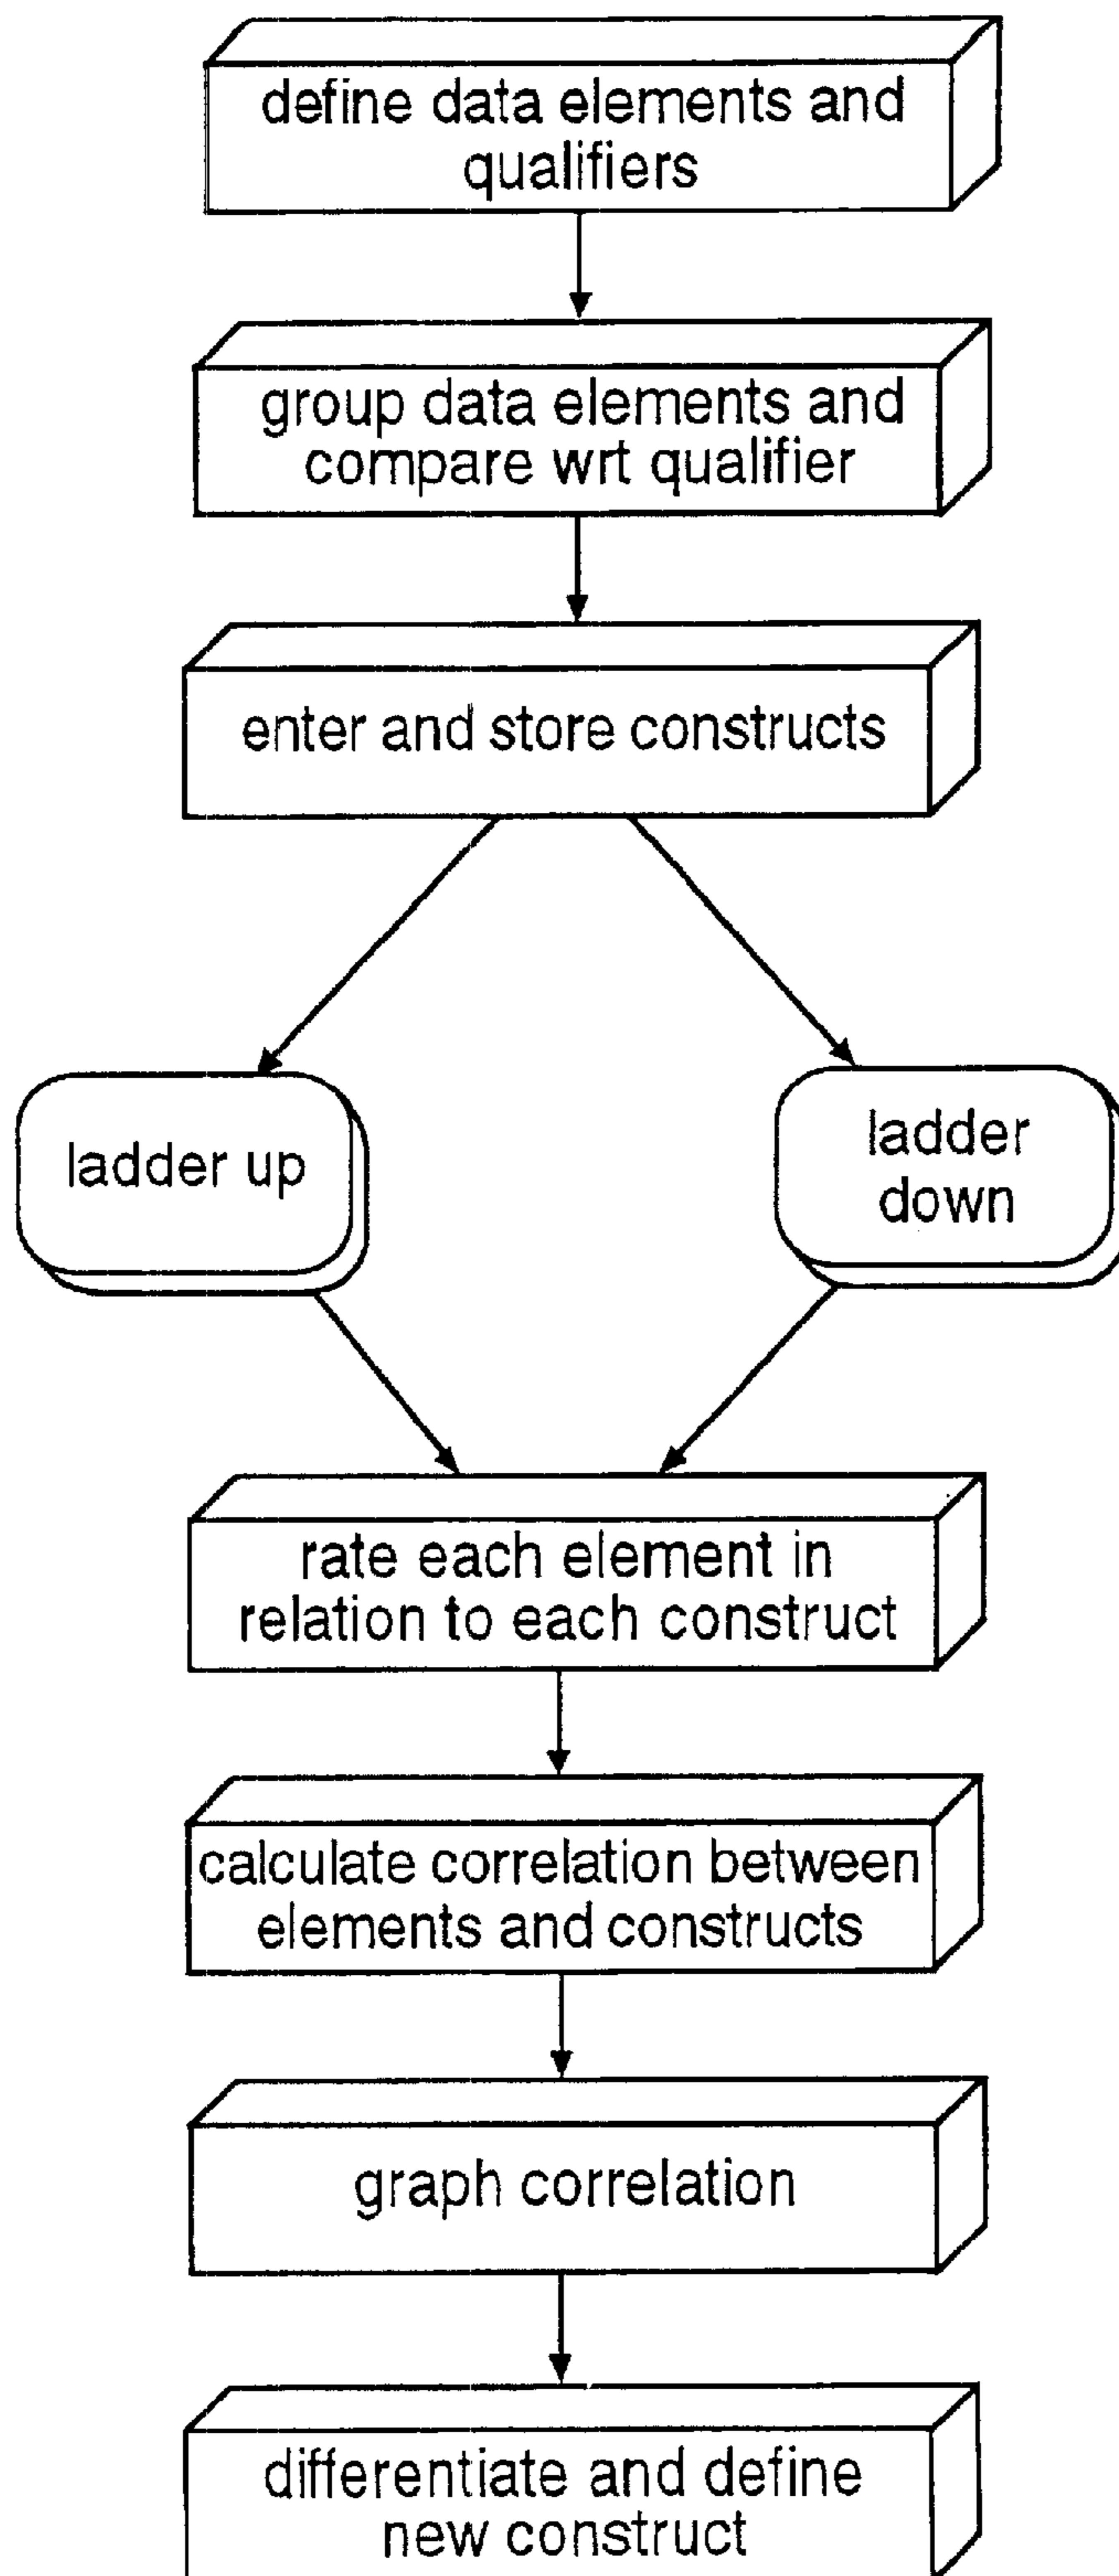 define data elements and
qualifiers
group data elements and
compare wrt qualifier
enter and store constructs
ladder up
ladder
down
rate each element in
relation to each construct
calculate correlation between
elements and constructs
graph correlation
differentiate and define
new construct